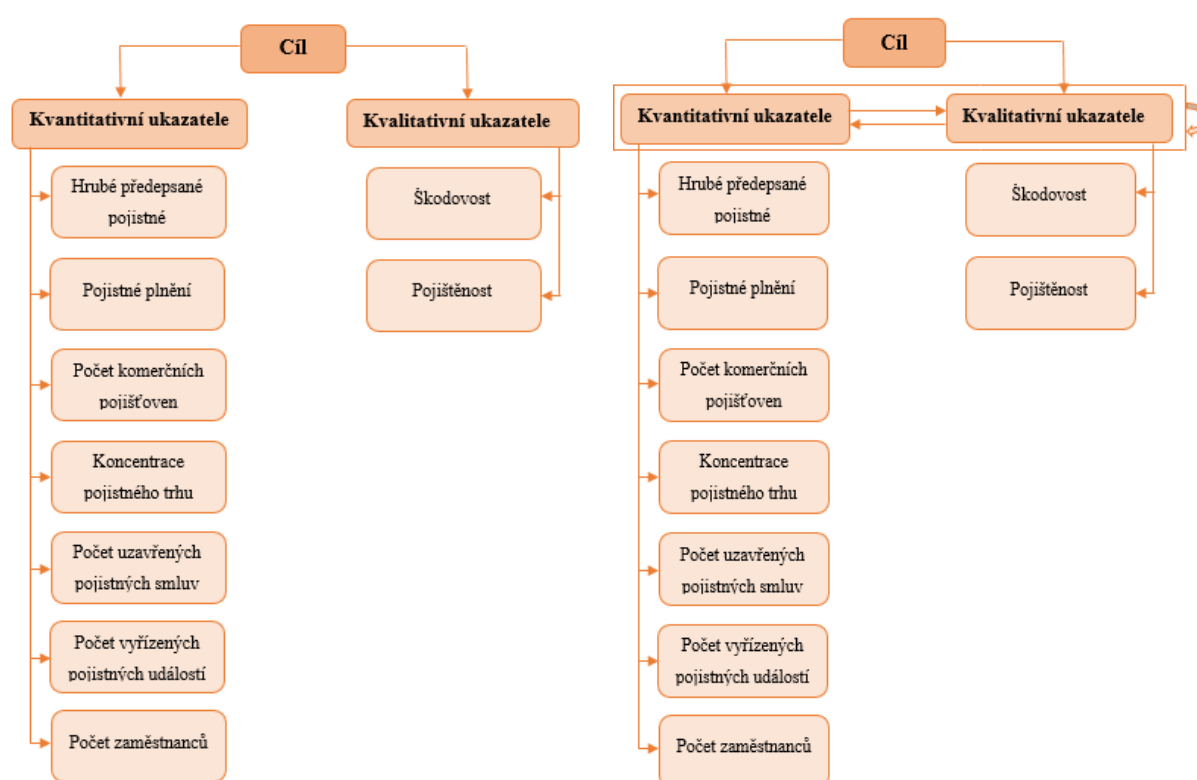 Cíl
Kvantitativní ukazatele
Kvalitativní ukazatele
Hrubé předepsané
pojistné
Pojistné plnění
Počet komerčních
pojišťoven
Koncentrace
pojistného trhu
Počet uzavřených
pojistných smluv
Počet vyřízených
pojistných událostí
Počet zaměstnanců
Škodovost
Pojištěnost
Cíl
Kvantitativní ukazatele
Kvalitativní ukazatele
Hrubé předepsané
pojistné
Pojistné plnění
Počet komerčních
pojišťoven
Koncentrace
pojistného trhu
Počet uzavřených
pojistných smluv
Počet vyřízených
pojistných událostí
Počet zaměstnanců
Škodovost
Pojištěnost